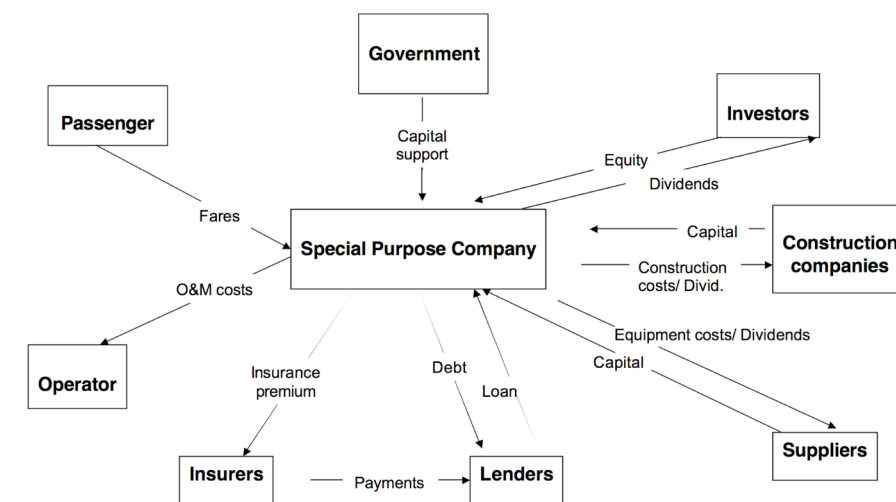 Government
Passenger
Investors
Capital
support
Equity
Dividends
Fares
Special Purpose Company
Capital
Construction
companies
Construction
costs/ Divid.
O&M costs
Equipment costs/ Dividends
Capital
Operator
Insurance
premium
Debt
Loan
Suppliers
Insurers
Payments
Lenders